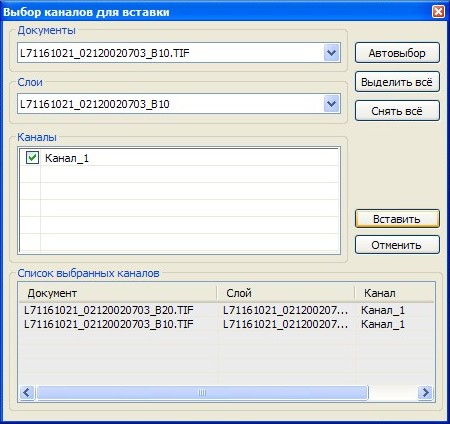 Выбор каналов для вставки
Документы
L71161021_02120020703_B10.TIF
Автовыбор
Выделить всё
Слои
L71161021_02120020703_B10
Снять всё
Каналы
Канал_1
Вставить
Отменить
Список выбранных каналов
Документ Слой Канал
L71161021_02120020703_B20.TIF L71161021_021200207... Канал_1
L71161021_02120020703_B10.TIF L71161021_021200207... Канал_1